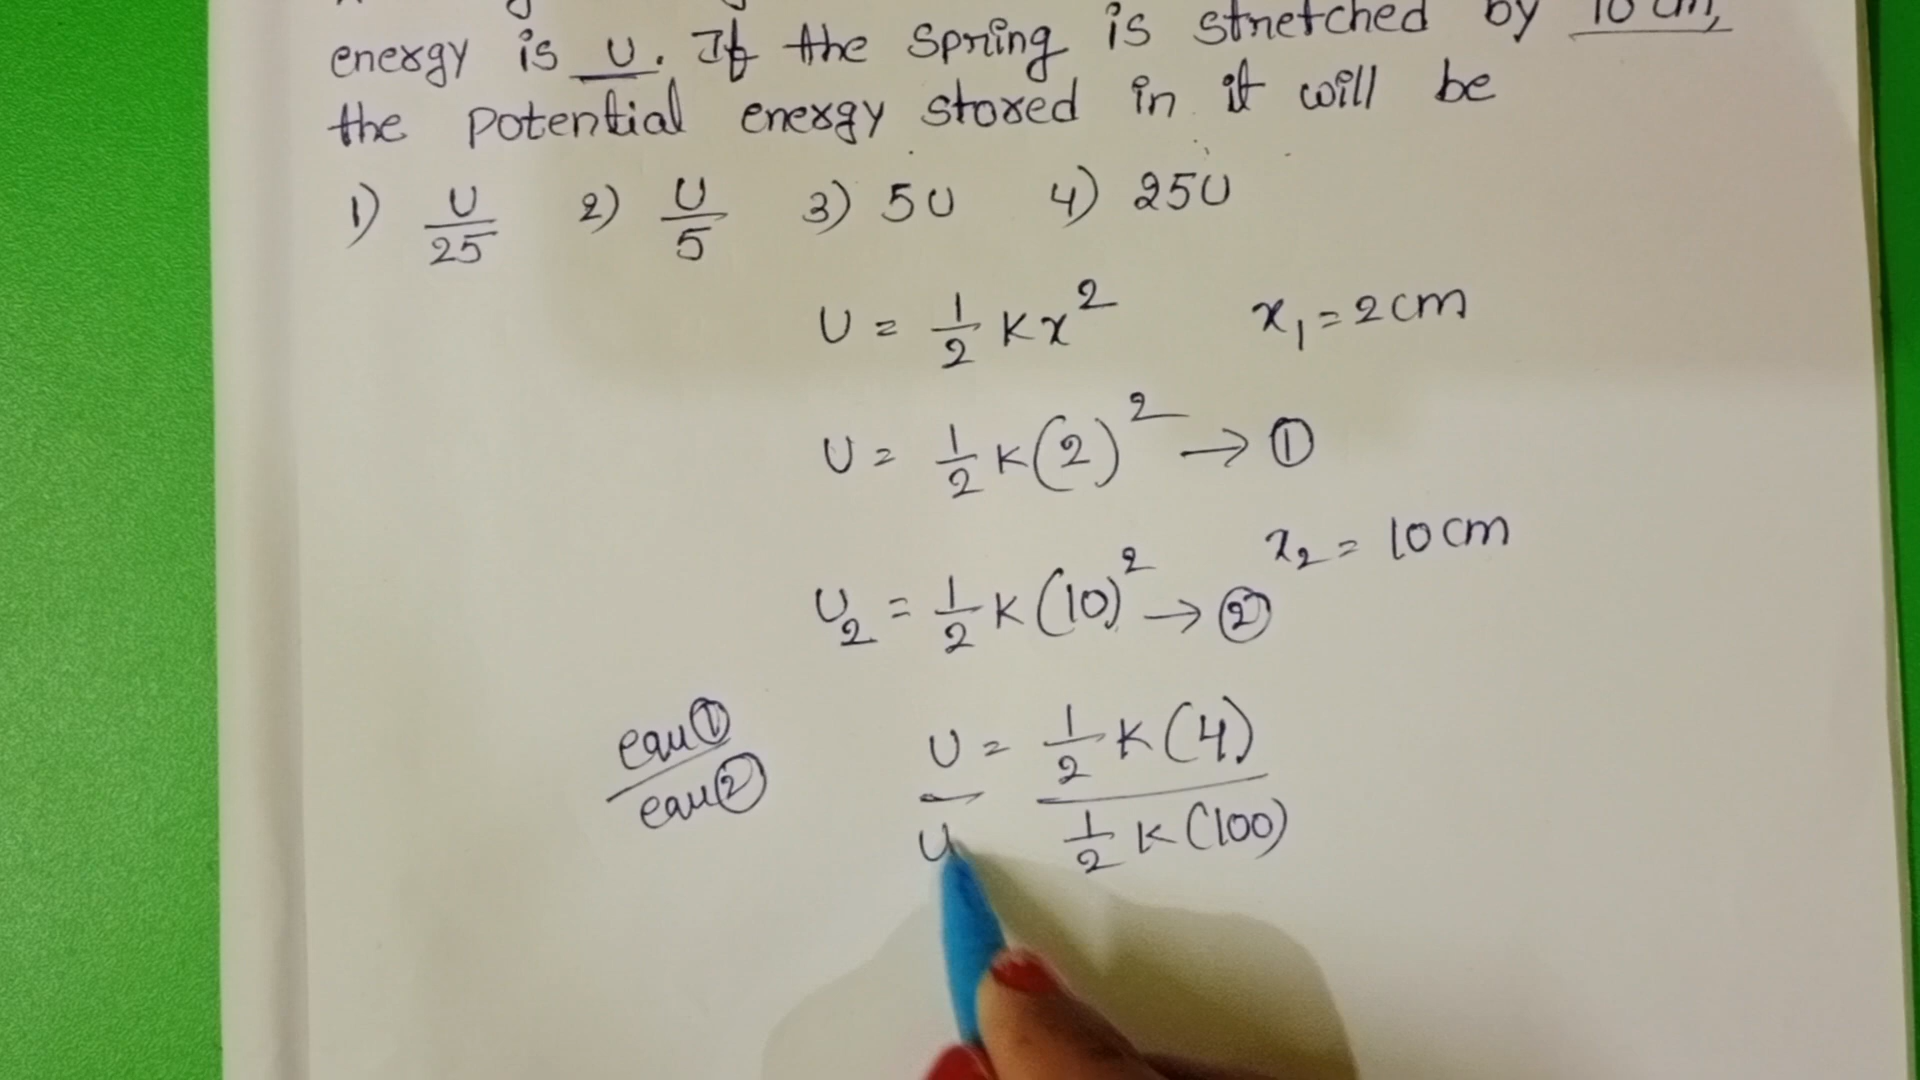 energy is U. If the spring is stretched by 10 cm,
the potential energy stored in it will be
1) U/25 2) U/5 3) 5U 4) 25U
U = 1/2 Kx² x₁ = 2cm
U = 1/2 K(2)² → ①
x₂ = 10cm
U₂ = 1/2 K(10)² → ②
equ① / equ② U/U = 1/2 K(4) / 1/2 K(100)